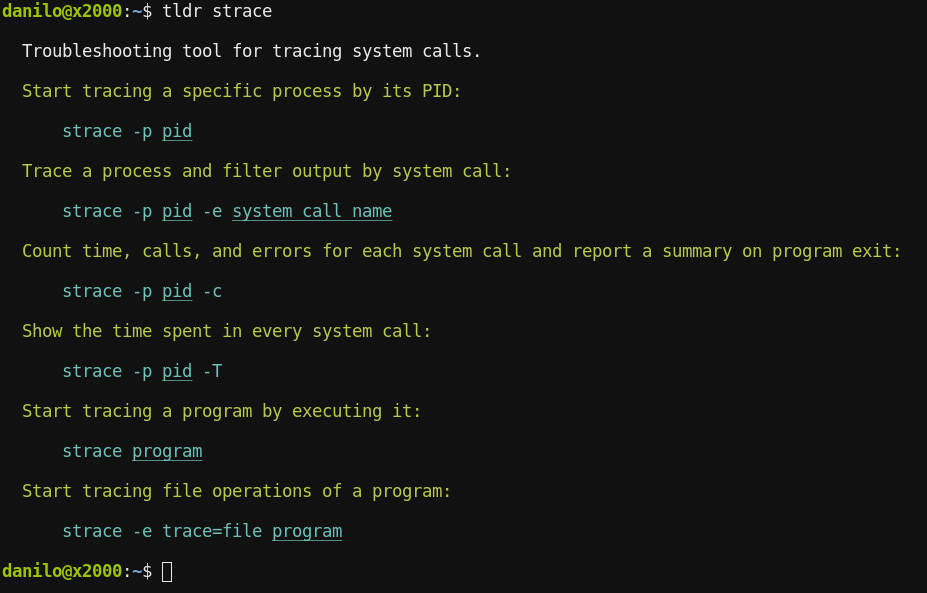 danilo@x2000:~$ tldr strace
Troubleshooting tool for tracing system calls.
Start tracing a specific process by its PID:
strace -p pid
Trace a process and filter output by system call:
strace -p pid -e system call name
Count time, calls, and errors for each system call and report a summary on program exit:
strace -p pid -c
Show the time spent in every system call:
strace -p pid -T
Start tracing a program by executing it:
strace program
Start tracing file operations of a program:
strace -e trace=file program
danilo@x2000:~$